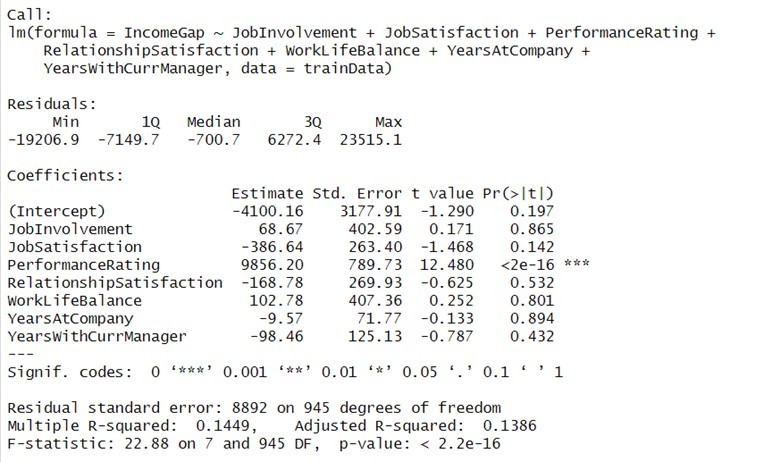 Call:
lm(formula = IncomeGap ~ JobInvolvement + JobSatisfaction + PerformanceRating +
    RelationshipSatisfaction + WorkLifeBalance + YearsAtCompany +
    YearsWithCurrManager, data = trainData)
Residuals:
     Min       1Q   Median       3Q      Max
-19206.9  -7149.7   -700.7   6272.4  23515.1
Coefficients:
                         Estimate Std. Error t value Pr(>|t|)
(Intercept)              -4100.16    3177.91  -1.290    0.197
JobInvolvement              68.67     402.59   0.171    0.865
JobSatisfaction           -386.64     263.40  -1.468    0.142
PerformanceRating         9856.20     789.73  12.480   <2e-16 ***
RelationshipSatisfaction  -168.78     269.93  -0.625    0.532
WorkLifeBalance            102.78     407.36   0.252    0.801
YearsAtCompany              -9.57      71.77  -0.133    0.894
YearsWithCurrManager       -98.46     125.13  -0.787    0.432
---
Signif. codes:  0 ‘***’ 0.001 ‘**’ 0.01 ‘*’ 0.05 ‘.’ 0.1 ‘ ’ 1
Residual standard error: 8892 on 945 degrees of freedom
Multiple R-squared:  0.1449,	Adjusted R-squared:  0.1386
F-statistic: 22.88 on 7 and 945 DF,  p-value: < 2.2e-16